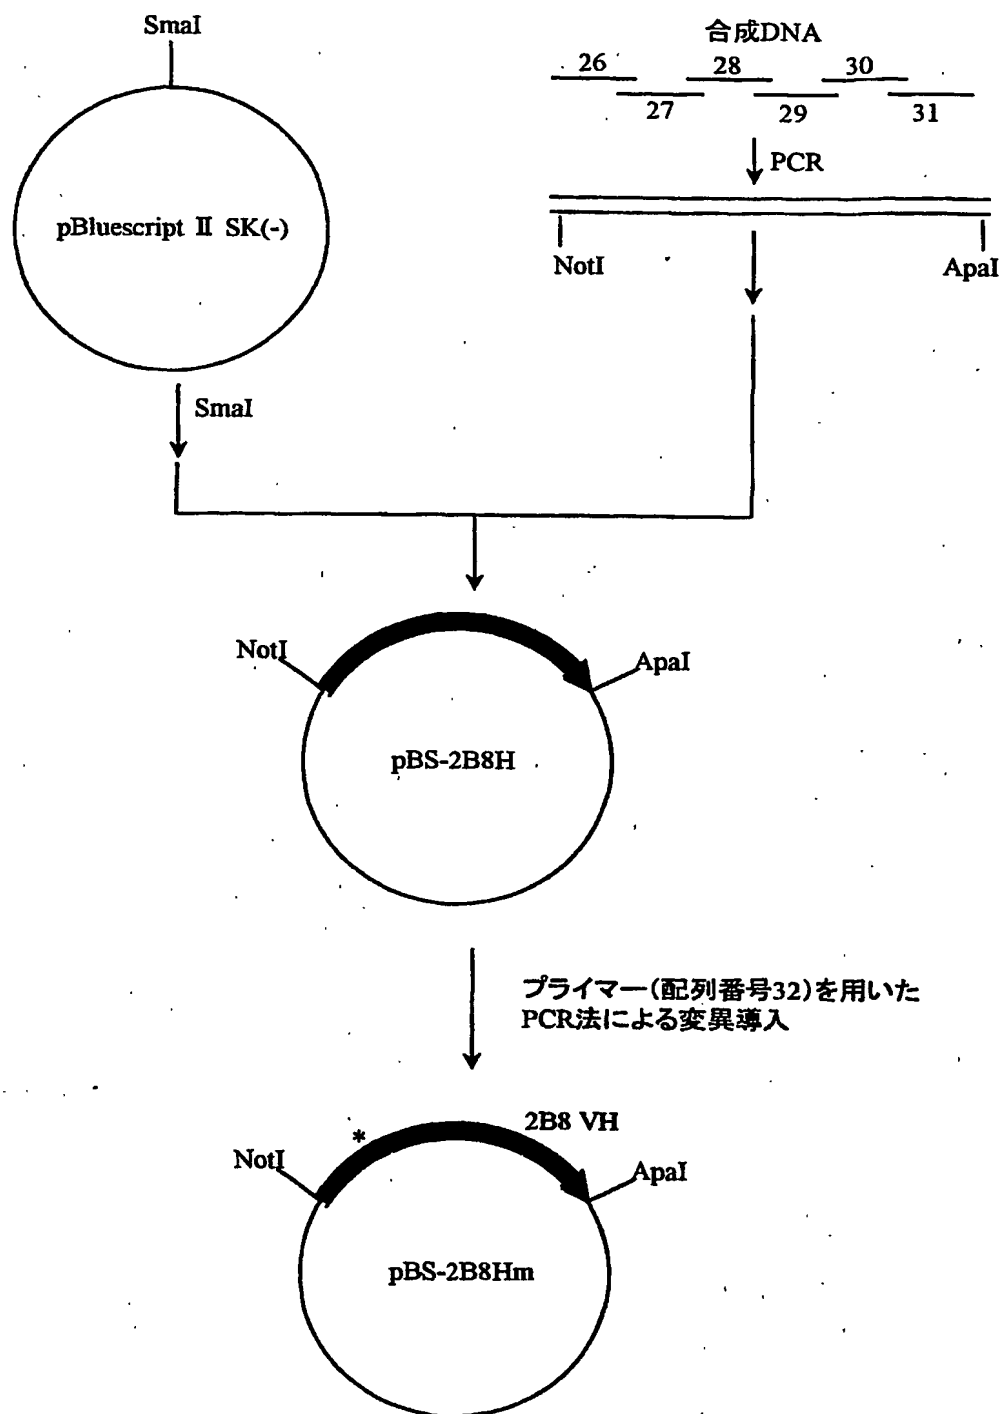 SmaI
合成DNA
26
28
30
27
29
31
PCR
pBluescript II SK(-)
NotI
ApaI
SmaI
NotI
ApaI
pBS-2B8H
プライマー(配列番号32)を用いた
PCR法による変異導入
*
2B8 VH
NotI
ApaI
pBS-2B8Hm